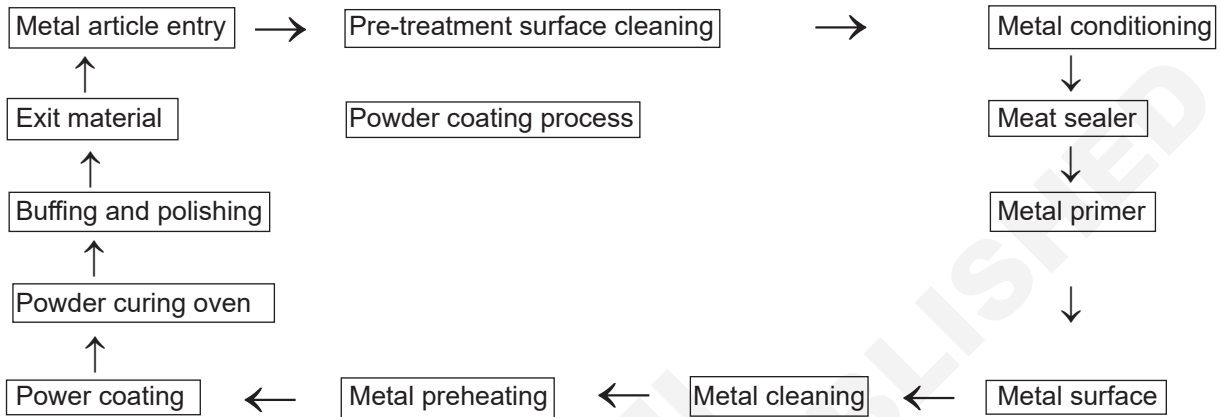 Metal article entry → Pre-treatment surface cleaning → Metal conditioning
Exit material Powder coating process Meat sealer
Buffing and polishing Metal primer
Powder curing oven
Power coating ← Metal preheating ← Metal cleaning ← Metal surface
BLISHED